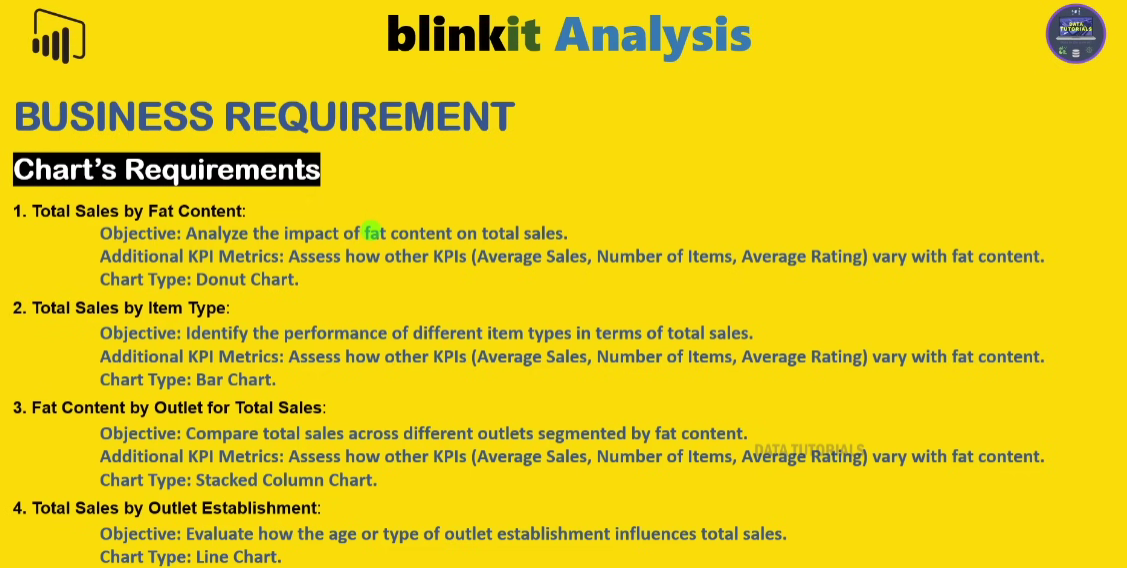 blinkit Analysis
DATA
TUTORIALS
BUSINESS REQUIREMENT
Chart's Requirements
1. Total Sales by Fat Content:
Objective: Analyze the impact of fat content on total sales.
Additional KPI Metrics: Assess how other KPIs (Average Sales, Number of Items, Average Rating) vary with fat content.
Chart Type: Donut Chart.
2. Total Sales by Item Type:
Objective: Identify the performance of different item types in terms of total sales.
Additional KPI Metrics: Assess how other KPIs (Average Sales, Number of Items, Average Rating) vary with fat content.
Chart Type: Bar Chart.
3. Fat Content by Outlet for Total Sales:
Objective: Compare total sales across different outlets segmented by fat content.
DATA TUTORIALS
Additional KPI Metrics: Assess how other KPIs (Average Sales, Number of Items, Average Rating) vary with fat content.
Chart Type: Stacked Column Chart.
4. Total Sales by Outlet Establishment:
Objective: Evaluate how the age or type of outlet establishment influences total sales.
Chart Type: Line Chart.